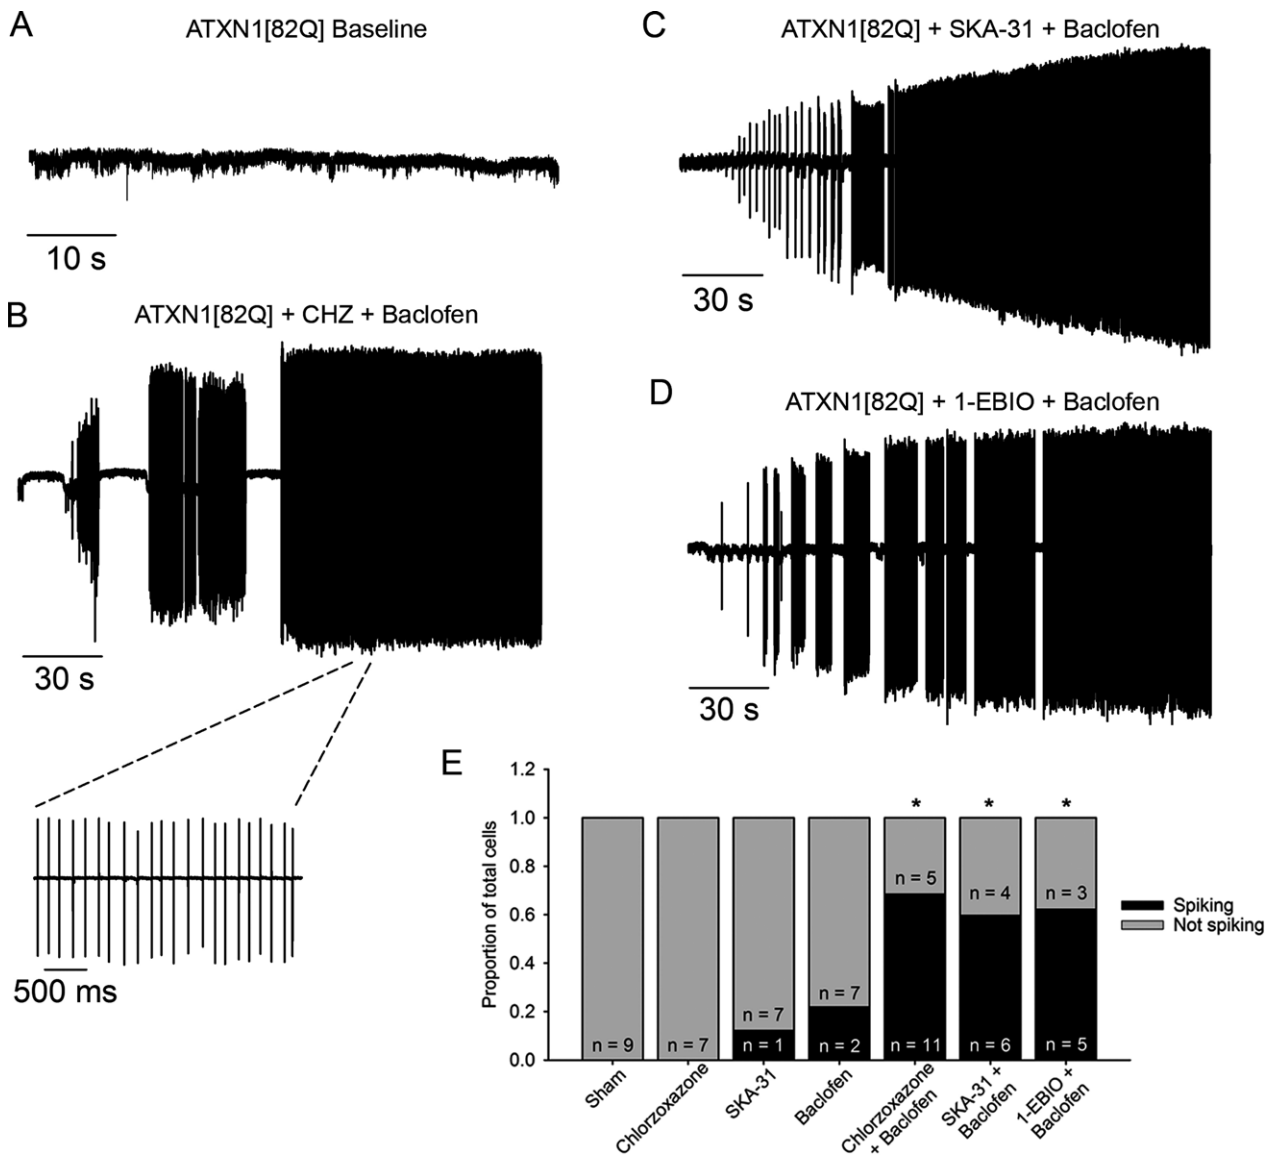 A
ATXN1[82Q] Baseline
10 s
B
ATXN1[82Q] + CHZ + Baclofen
30 s
500 ms
C
ATXN1[82Q] + SKA-31 + Baclofen
30 s
D
ATXN1[82Q] + 1-EBIO + Baclofen
30 s
E
Proportion of total cells
1.2
1.0
0.8
0.6
0.4
0.2
0.0
* * *
n = 5
n = 4
n = 3
n = 7
n = 7
n = 9
n = 7
n = 1
n = 2
n = 11
n = 6
n = 5
Sham
Chlorzoxazone
SKA-31
Baclofen
Chlorzoxazone
+ Baclofen
SKA-31 +
Baclofen
1-EBIO +
Baclofen
Spiking
Not spiking